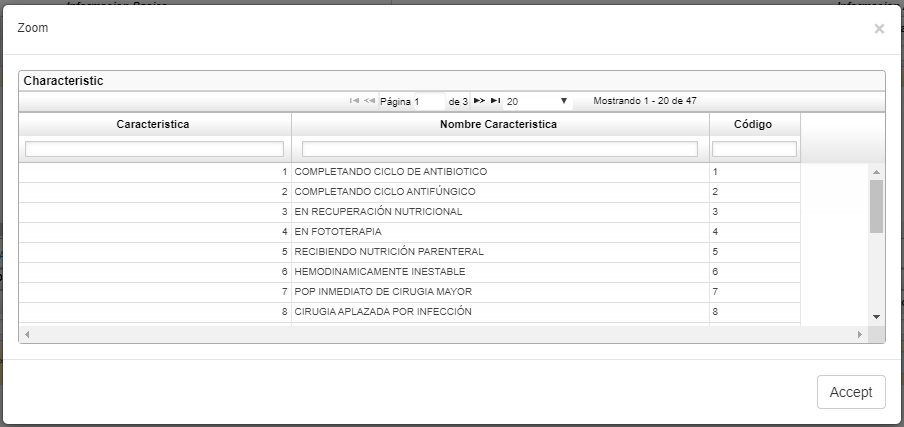 Informacion Basica
Zoom
×
Characteristic
Página 1 de 3 20 Mostrando 1 - 20 de 47
Caracteristica Nombre Caracteristica Código
1 COMPLETANDO CICLO DE ANTIBIOTICO 1
2 COMPLETANDO CICLO ANTIFÚNGICO 2
3 EN RECUPERACIÓN NUTRICIONAL 3
4 EN FOTOTERAPIA 4
5 RECIBIENDO NUTRICIÓN PARENTERAL 5
6 HEMODINAMICAMENTE INESTABLE 6
7 POP INMEDIATO DE CIRUGIA MAYOR 7
8 CIRUGIA APLAZADA POR INFECCIÓN 8
Accept